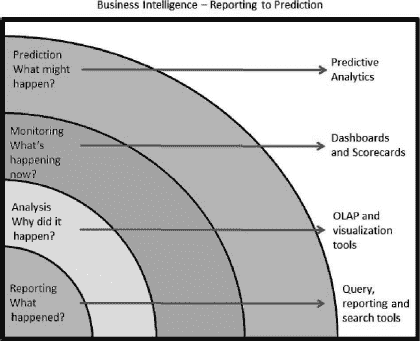 Business Intelligence – Reporting to Prediction
Prediction
What might
happen?
Predictive
Analytics
Monitoring
What's
happening
now?
Dashboards
and Scorecards
Analysis
Why did it
happen?
OLAP and
visualization
tools
Reporting
What
happened?
Query,
reporting and
search tools